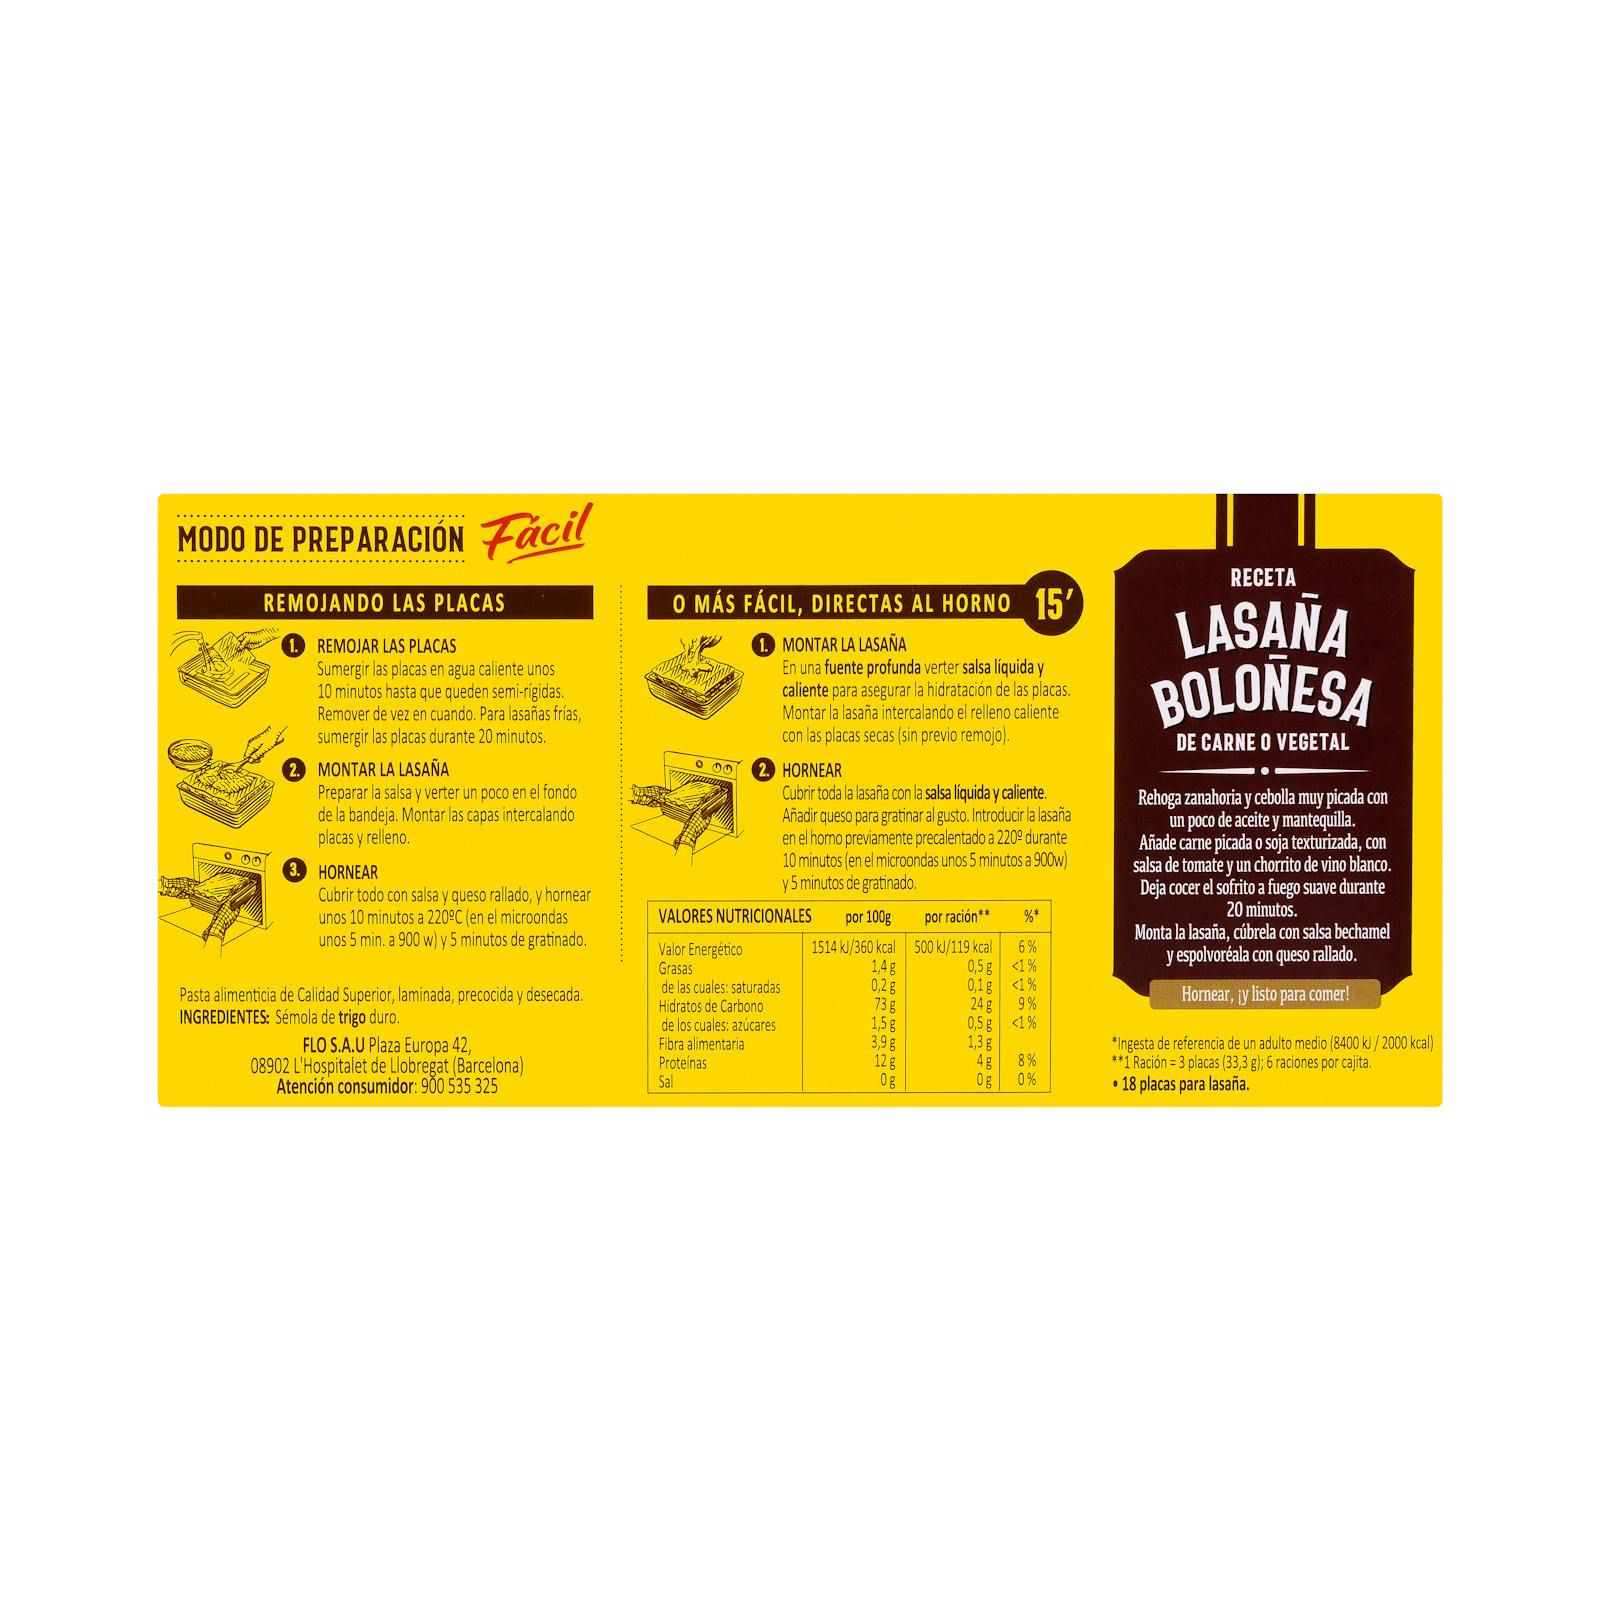 MODO DE PREPARACIÓN Fácil
REMOJANDO LAS PLACAS
1. REMOJAR LAS PLACAS
Sumergir las placas en agua caliente unos
10 minutos hasta que queden semi-rígidas.
Remover de vez en cuando. Para lasañas frías,
sumergir las placas durante 20 minutos.
2. MONTAR LA LASAÑA
Preparar la salsa y verter un poco en el fondo
de la bandeja. Montar las capas intercalando
placas y relleno.
3. HORNEAR
Cubrir todo con salsa y queso rallado, y hornear
unos 10 minutos a 220ºC (en el microondas
unos 5 min. a 900 w) y 5 minutos de gratinado.
Pasta alimenticia de Calidad Superior, laminada, precocida y desecada.
INGREDIENTES: Sémola de trigo duro.
FLO S.A.U Plaza Europa 42,
08902 L'Hospitalet de Llobregat (Barcelona)
Atención consumidor: 900 535 325
O MÁS FÁCIL, DIRECTAS AL HORNO 15'
1. MONTAR LA LASAÑA
En una fuente profunda verter salsa líquida y
caliente para asegurar la hidratación de las placas.
Montar la lasaña intercalando el relleno caliente
con las placas secas (sin previo remojo).
2. HORNEAR
Cubrir toda la lasaña con la salsa líquida y caliente.
Añadir queso para gratinar al gusto. Introducir la lasaña
en el horno previamente precalentado a 220º durante
10 minutos (en el microondas unos 5 minutos a 900w)
y 5 minutos de gratinado.
VALORES NUTRICIONALES por 100g por ración** %*
Valor Energético 1514 kJ/360 kcal 500 kJ/119 kcal 6 %
Grasas 1,4 g 0,5 g <1 %
de las cuales: saturadas 0,2 g 0,1 g <1 %
Hidratos de Carbono 73 g 24 g 9 %
de los cuales: azúcares 1,5 g 0,5 g <1 %
Fibra alimentaria 3,9 g 1,3 g
Proteínas 12 g 4 g 8 %
Sal 0 g 0 g 0 %
RECETA
LASAÑA
BOLOÑESA
DE CARNE O VEGETAL
Rehoga zanahoria y cebolla muy picada con
un poco de aceite y mantequilla.
Añade carne picada o soja texturizada, con
salsa de tomate y un chorrito de vino blanco.
Deja cocer el sofrito a fuego suave durante
20 minutos.
Monta la lasaña, cúbrela con salsa bechamel
y espolvoréala con queso rallado.
Hornear, ¡y listo para comer!
*Ingesta de referencia de un adulto medio (8400 kJ / 2000 kcal)
**1 Ración = 3 placas (33,3 g); 6 raciones por cajita.
• 18 placas para lasaña.